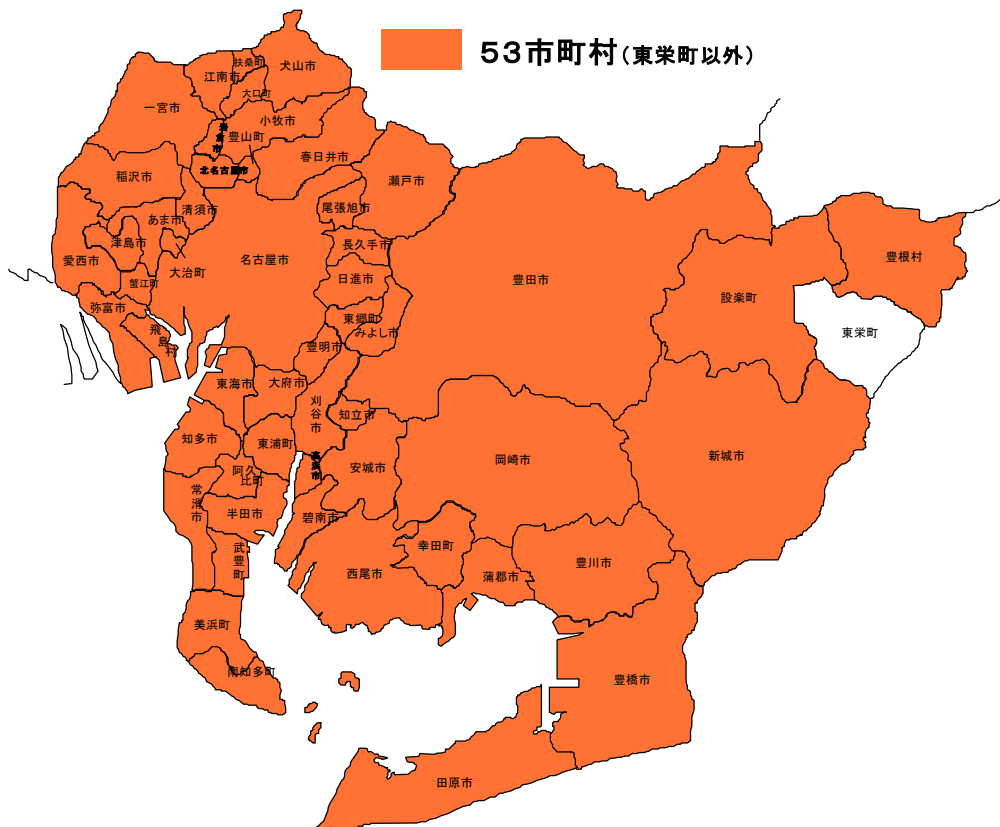 53市町村(東栄町以外)
扶桑町
犬山市
江南市
大口町
一宮市
小牧市
岩倉市
豊山町
春日井市
北名古屋市
稲沢市
瀬戸市
尾張旭市
清須市
あま市
津島市
長久手市
名古屋市
愛西市
大治町
日進市
豊田市
豊根村
蟹江町
設楽町
弥富市
東郷町
みよし市
飛島村
東栄町
豊明市
東海市
大府市
刈谷市
知立市
知多市
東浦町
新城市
岡崎市
高浜市
安城市
阿久比町
常滑市
半田市
碧南市
幸田町
武豊町
西尾市
蒲郡市
豊川市
美浜町
南知多町
豊橋市
田原市